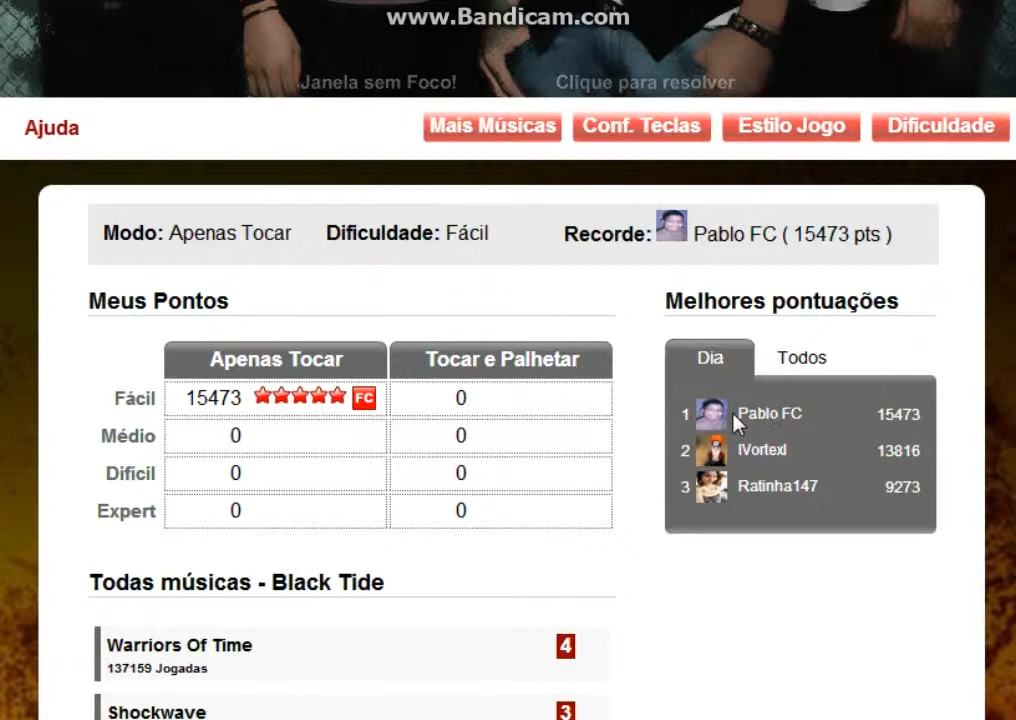 www.Bandicam.com
Janela sem Foco! Clique para resolver
Ajuda Mais Músicas Conf. Teclas Estilo Jogo Dificuldade
Modo: Apenas Tocar Dificuldade: Fácil Recorde: Pablo FC ( 15473 pts )
Meus Pontos
Apenas Tocar Tocar e Palhetar
Fácil 15473 FC 0
Médio 0 0
Difícil 0 0
Expert 0 0
Melhores pontuações
Dia Todos
1 Pablo FC 15473
2 lVortexl 13816
3 Ratinha147 9273
Todas músicas - Black Tide
Warriors Of Time 4
137159 Jogadas
Shockwave 3